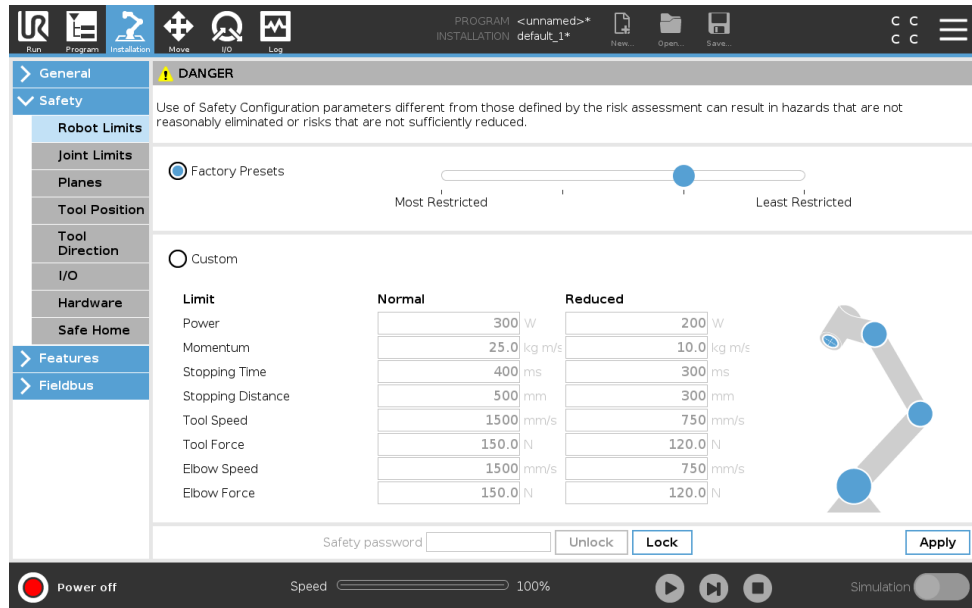 PROGRAM <unnamed>*
INSTALLATION default_1*
Run Program Installation Move I/O Log New... Open... Save...
C C
C C
General
Safety
Robot Limits
Joint Limits
Planes
Tool Position
Tool
Direction
I/O
Hardware
Safe Home
Features
Fieldbus
DANGER
Use of Safety Configuration parameters different from those defined by the risk assessment can result in hazards that are not
reasonably eliminated or risks that are not sufficiently reduced.
Factory Presets
Most Restricted Least Restricted
Custom
Limit Normal Reduced
Power 300 W 200 W
Momentum 25.0 kg m/s 10.0 kg m/s
Stopping Time 400 ms 300 ms
Stopping Distance 500 mm 300 mm
Tool Speed 1500 mm/s 750 mm/s
Tool Force 150.0 N 120.0 N
Elbow Speed 1500 mm/s 750 mm/s
Elbow Force 150.0 N 120.0 N
Safety password Unlock Lock Apply
Power off Speed 100% Simulation